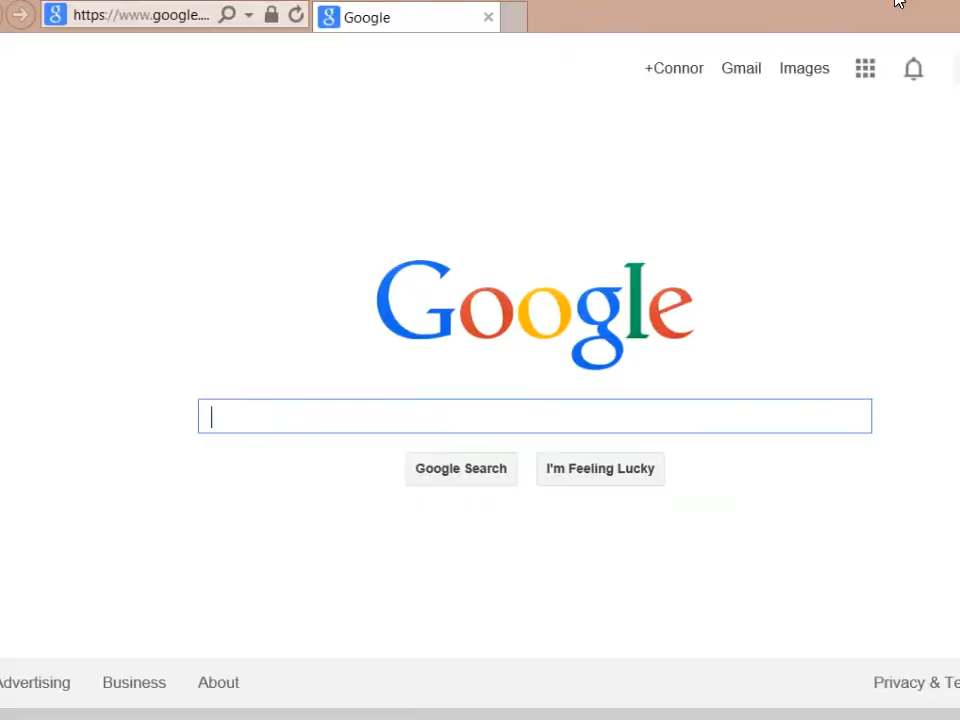 https://www.google.... Google
+Connor Gmail Images
Google
Google Search I'm Feeling Lucky
Advertising Business About Privacy & Te